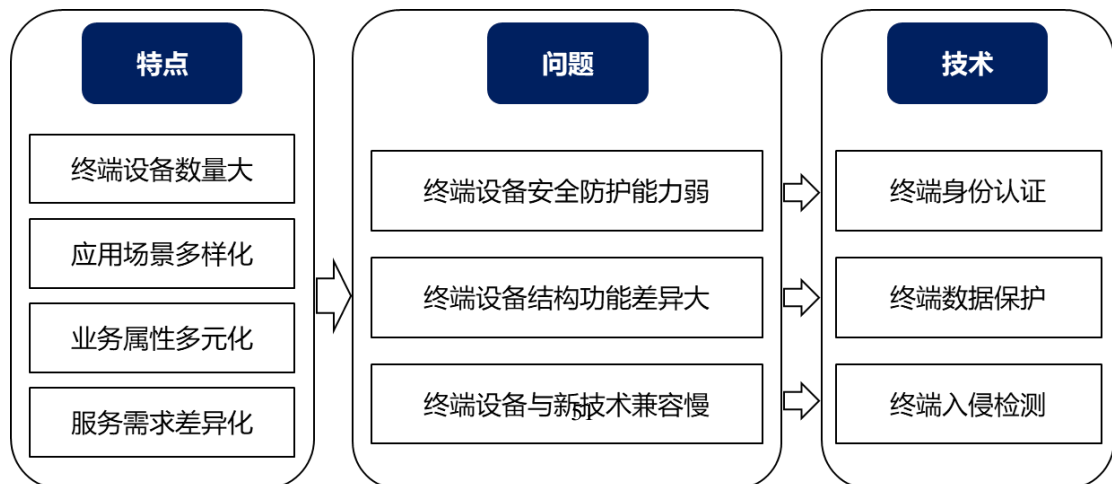 特点
终端设备数量大
应用场景多样化
业务属性多元化
服务需求差异化
问题
终端设备安全防护能力弱
终端设备结构功能差异大
终端设备与新技术兼容慢
51
技术
终端身份认证
终端数据保护
终端入侵检测